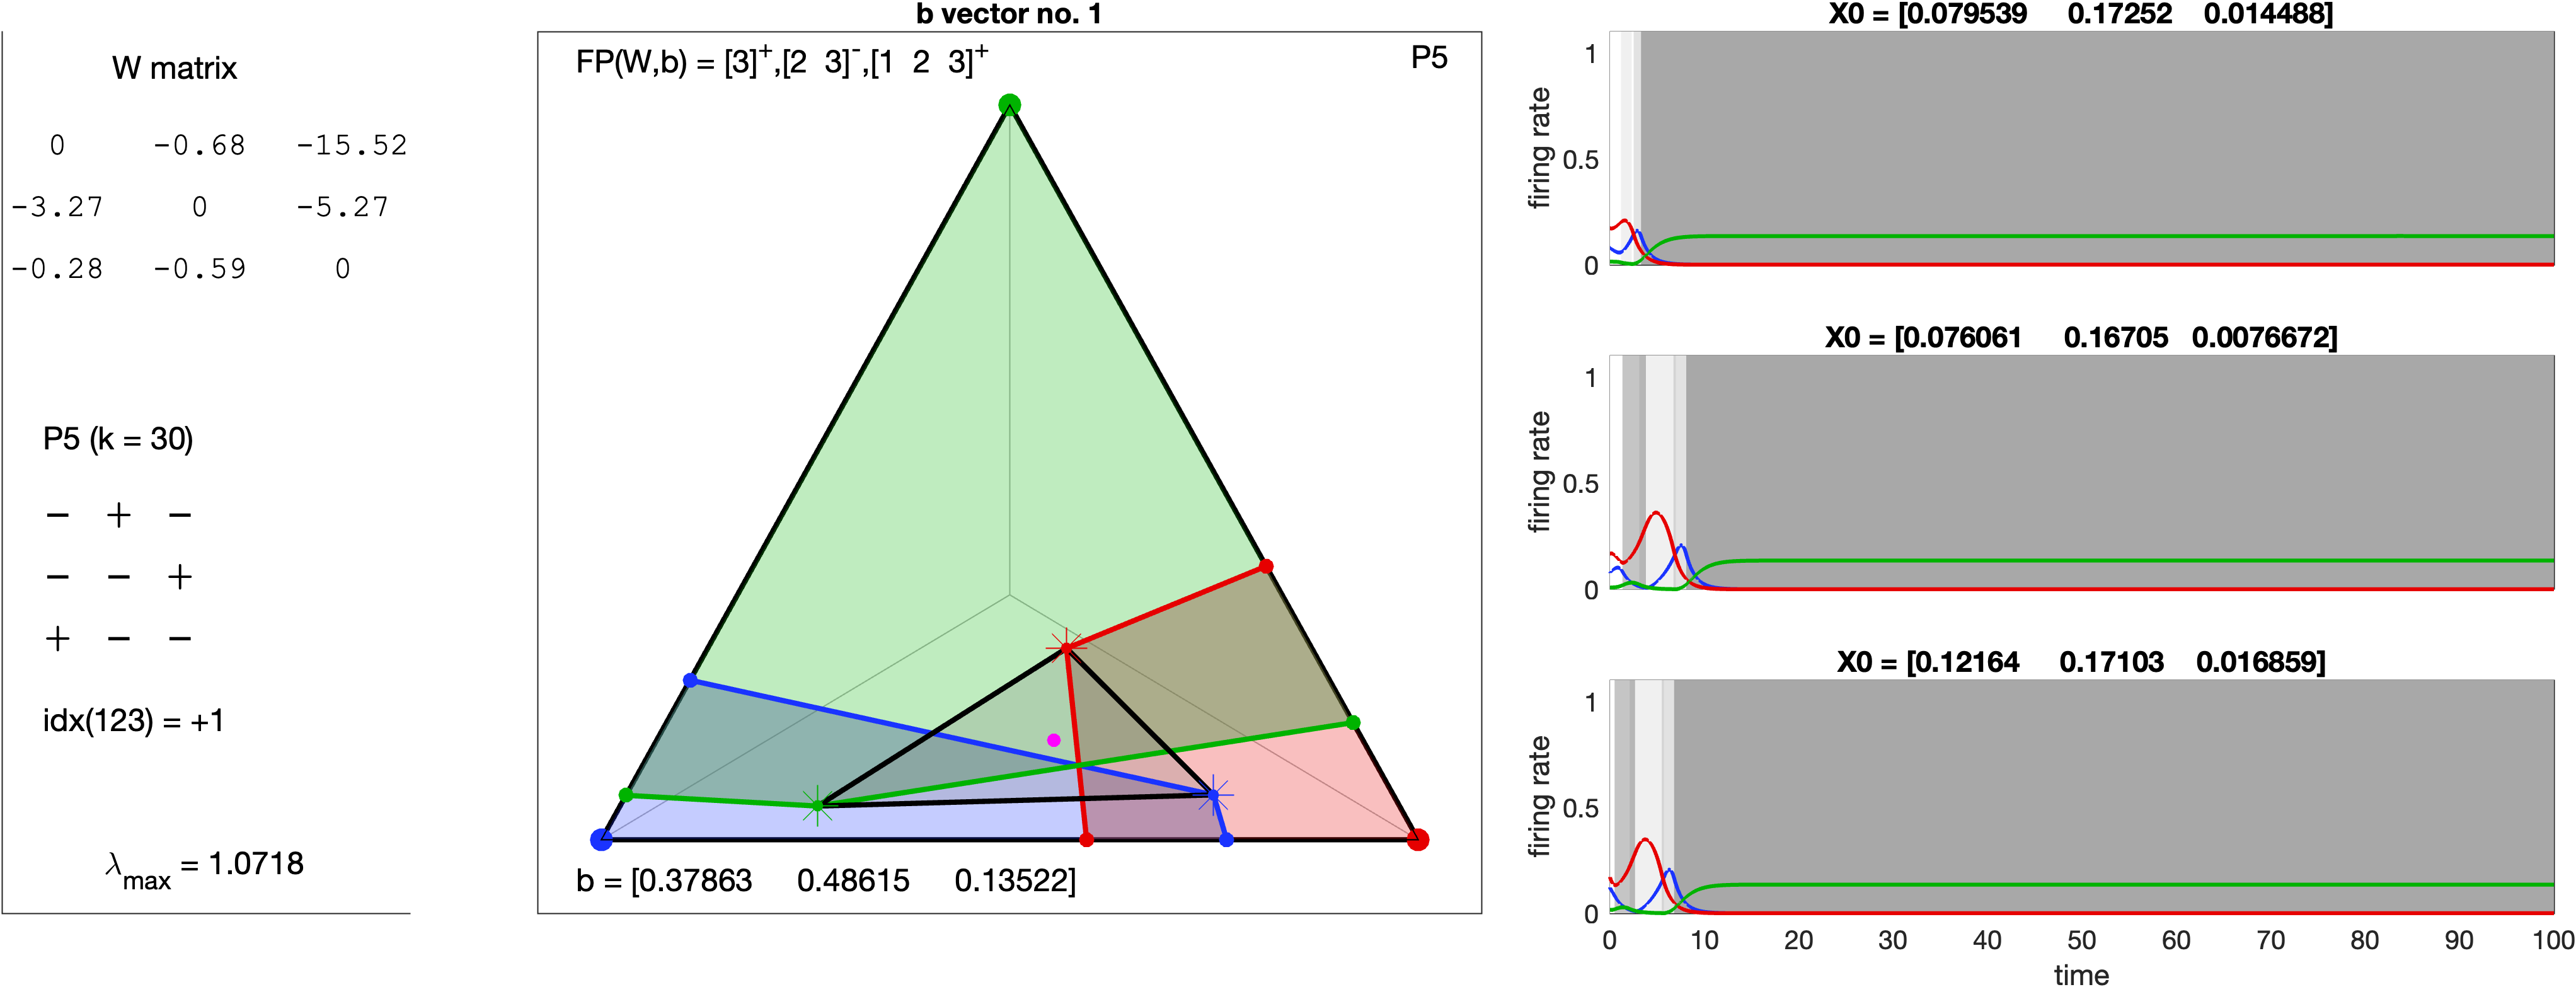 W matrix
0 −0.68 −15.52
−3.27 0 −5.27
−0.28 −0.59 0
P5 (k = 30)
− + −
− − +
+ − −
idx(123) = +1
λmax = 1.0718
b vector no. 1
FP(W,b) = [3]⁺,[2 3]⁻,[1 2 3]⁺
P5
b = [0.37863 0.48615 0.13522]
X0 = [0.079539 0.17252 0.014488]
1
0.5
0
firing rate
X0 = [0.076061 0.16705 0.0076672]
1
0.5
0
firing rate
X0 = [0.12164 0.17103 0.016859]
1
0.5
0
firing rate
0 10 20 30 40 50 60 70 80 90 100
time